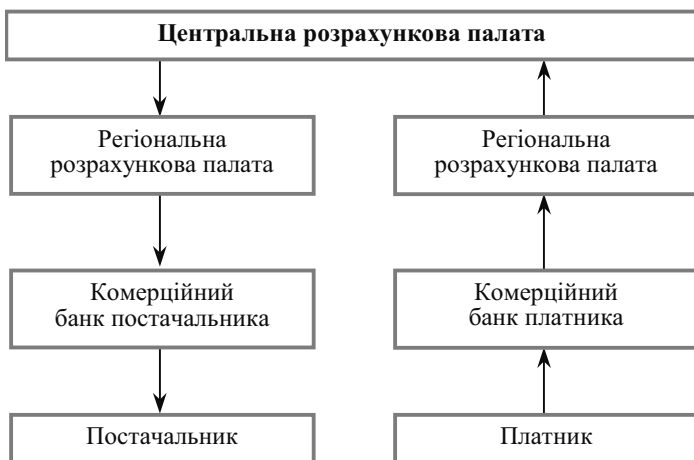 Центральна розрахункова палата
Регіональна
розрахункова палата
Регіональна
розрахункова палата
Комерційний
банк постачальника
Комерційний
банк платника
Постачальник
Платник